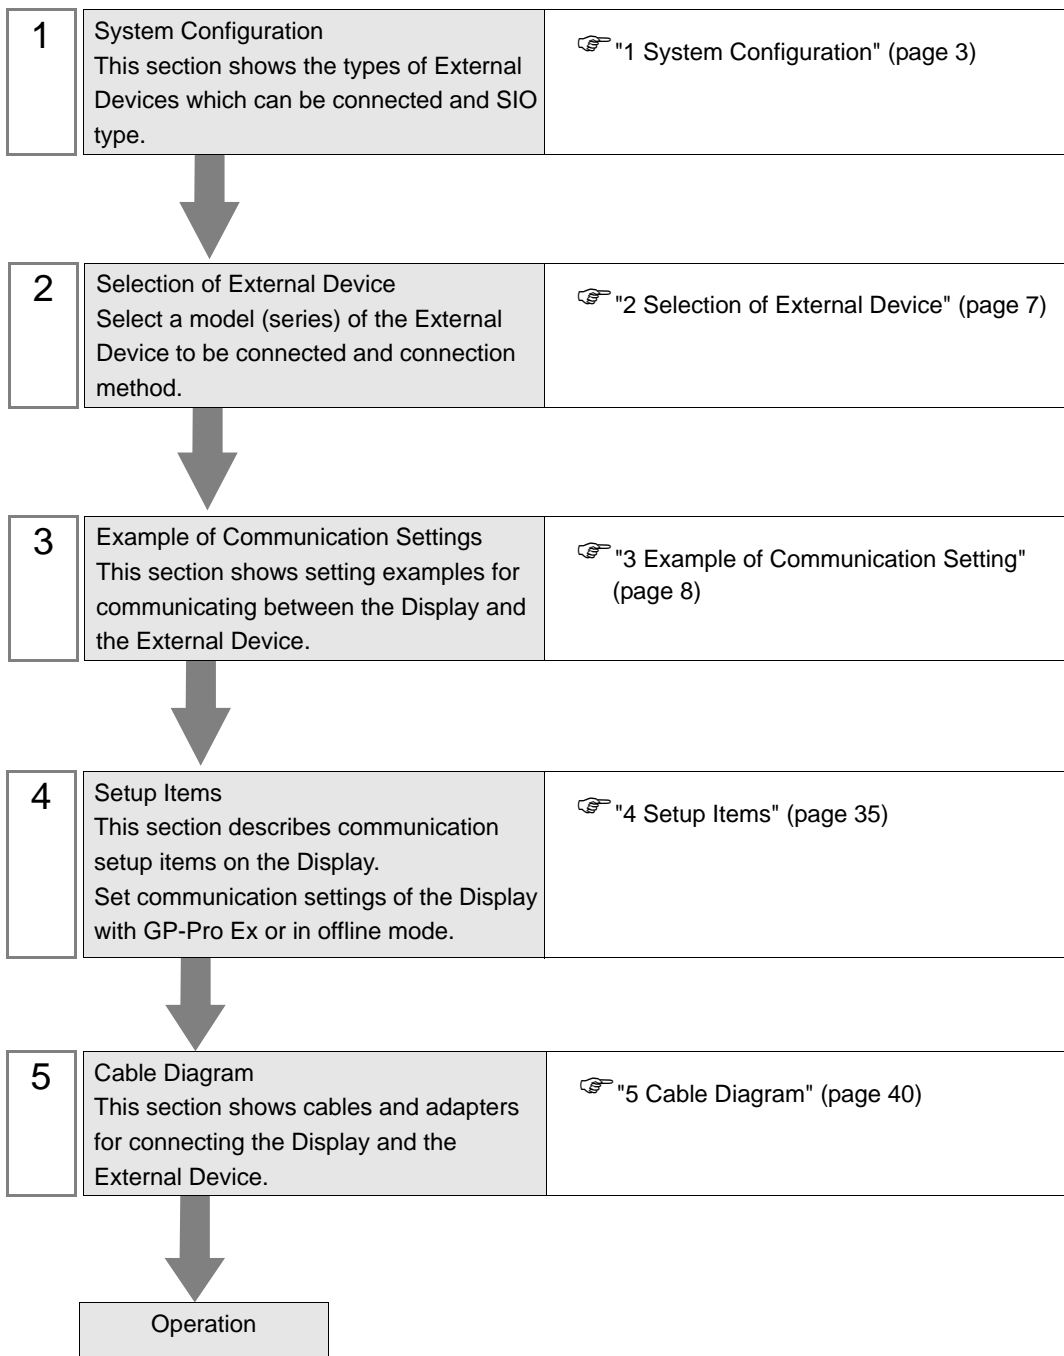 1
System Configuration
This section shows the types of External
Devices which can be connected and SIO
type.
"1 System Configuration" (page 3)
2
Selection of External Device
Select a model (series) of the External
Device to be connected and connection
method.
"2 Selection of External Device" (page 7)
3
Example of Communication Settings
This section shows setting examples for
communicating between the Display and
the External Device.
"3 Example of Communication Setting"
(page 8)
4
Setup Items
This section describes communication
setup items on the Display.
Set communication settings of the Display
with GP-Pro Ex or in offline mode.
"4 Setup Items" (page 35)
5
Cable Diagram
This section shows cables and adapters
for connecting the Display and the
External Device.
"5 Cable Diagram" (page 40)
Operation